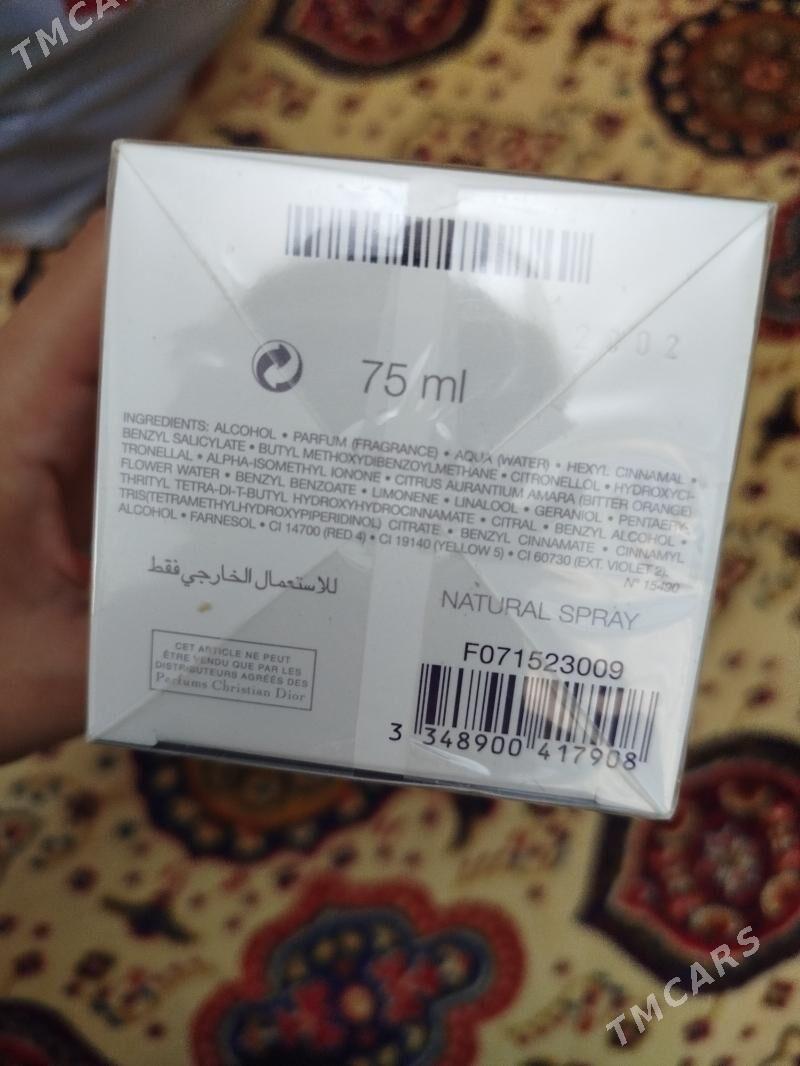 TMCARS
2002
75 ml
INGREDIENTS: ALCOHOL • PARFUM (FRAGRANCE) • AQUA (WATER) • HEXYL CINNAMAL •
BENZYL SALICYLATE • BUTYL METHOXYDIBENZOYLMETHANE • CITRONELLOL • HYDROXYCI-
TRONELLAL • ALPHA-ISOMETHYL IONONE • CITRUS AURANTIUM AMARA (BITTER ORANGE)
FLOWER WATER • BENZYL BENZOATE • LIMONENE • LINALOOL • GERANIOL • PENTAERY-
THRITYL TETRA-DI-T-BUTYL HYDROXYHYDROCINNAMATE • CITRAL • BENZYL ALCOHOL •
TRIS(TETRAMETHYLHYDROXYPIPERIDINOL) CITRATE • BENZYL CINNAMATE • CINNAMYL
ALCOHOL • FARNESOL • CI 14700 (RED 4) • CI 19140 (YELLOW 5) • CI 60730 (EXT. VIOLET 2).
N° 15490
للاستعمال الخارجي فقط
NATURAL SPRAY
CET ARTICLE NE PEUT
ÊTRE VENDU QUE PAR LES
DISTRIBUTEURS AGRÉÉS DES
Parfums Christian Dior
F071523009
3 348900 417908
TMCARS